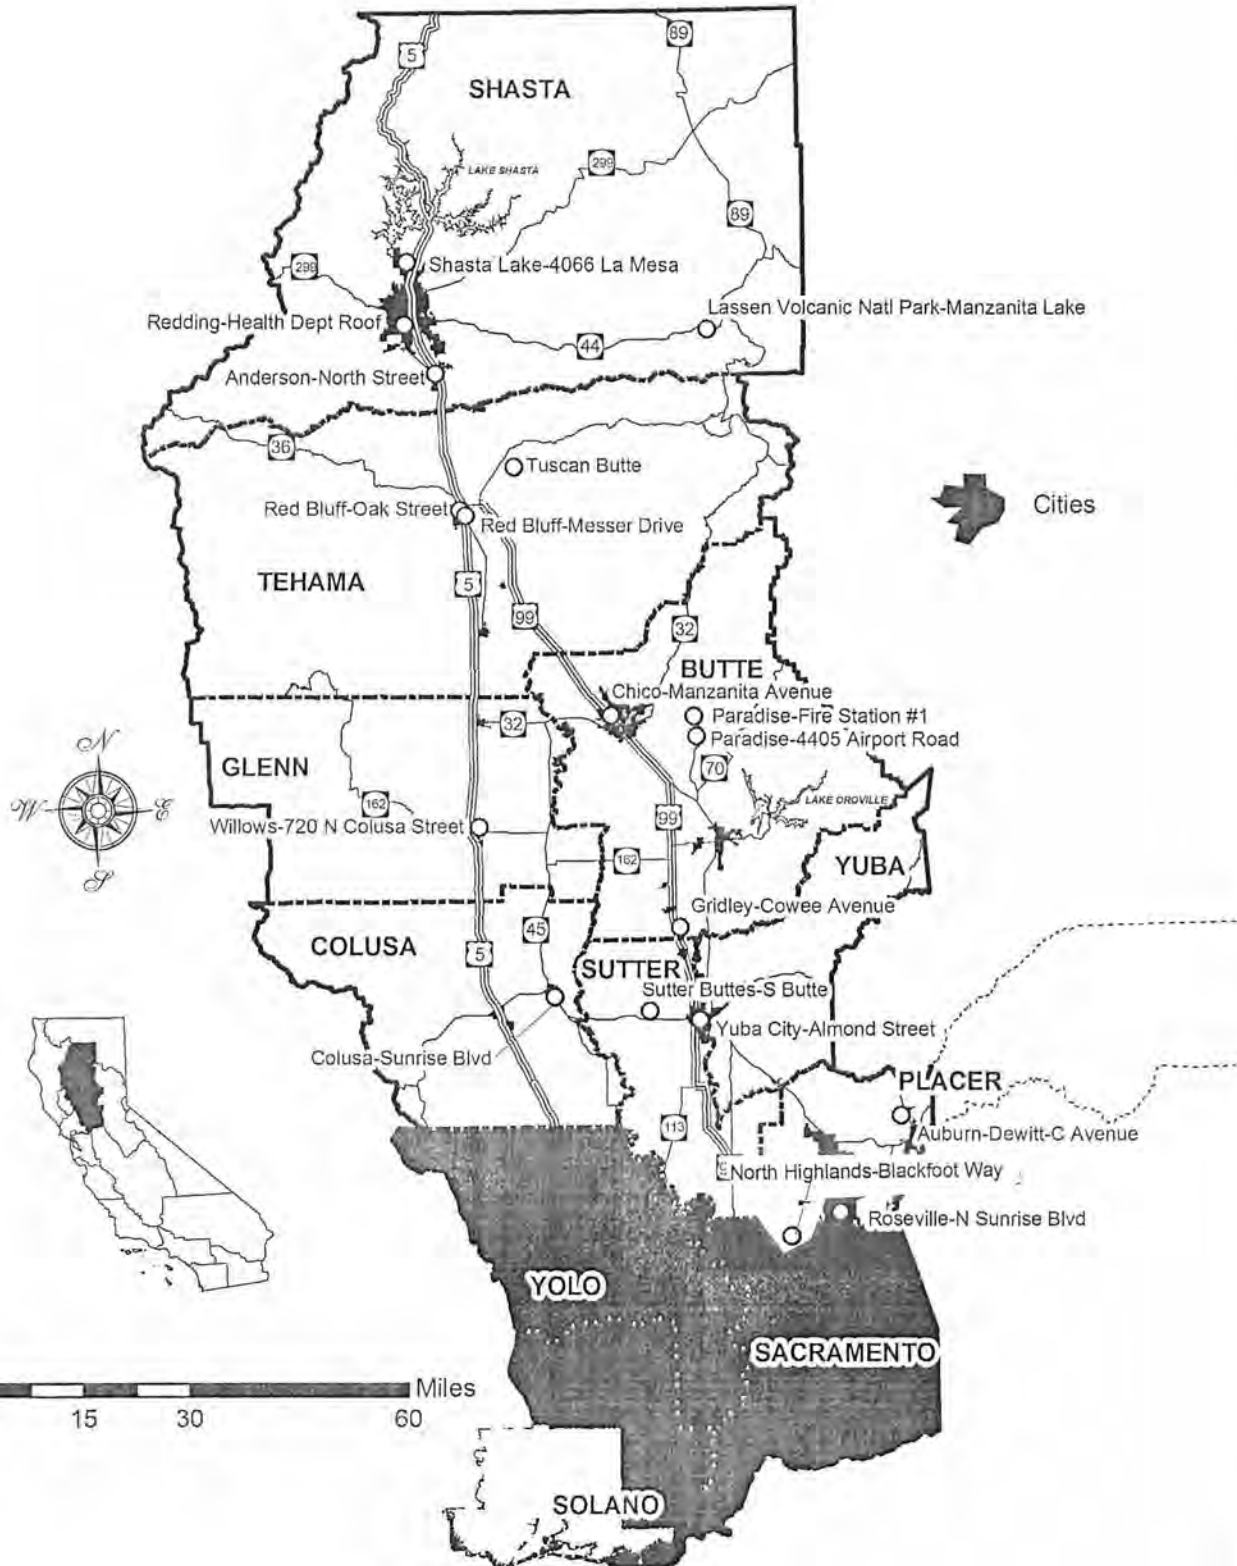 89
5
SHASTA
299
LAKE SHASTA
89
299
Shasta Lake-4066 La Mesa
Lassen Volcanic Natl Park-Manzanita Lake
Redding-Health Dept Roof
44
Anderson-North Street
36
Tuscan Butte
Cities
Red Bluff-Oak Street
Red Bluff-Messer Drive
TEHAMA
5
99
32
BUTTE
Chico-Manzanita Avenue
32
Paradise-Fire Station #1
Paradise-4405 Airport Road
N
W
E
S
GLENN
70
162
LAKE OROVILLE
Willows-720 N Colusa Street
99
162
YUBA
Gridley-Cowee Avenue
45
COLUSA
5
SUTTER
Sutter Buttes-S Butte
Yuba City-Almond Street
Colusa-Sunrise Blvd
PLACER
113
Auburn-Dewitt-C Avenue
North Highlands-Blackfoot Way
Roseville-N Sunrise Blvd
YOLO
SACRAMENTO
Miles
15
30
60
SOLANO